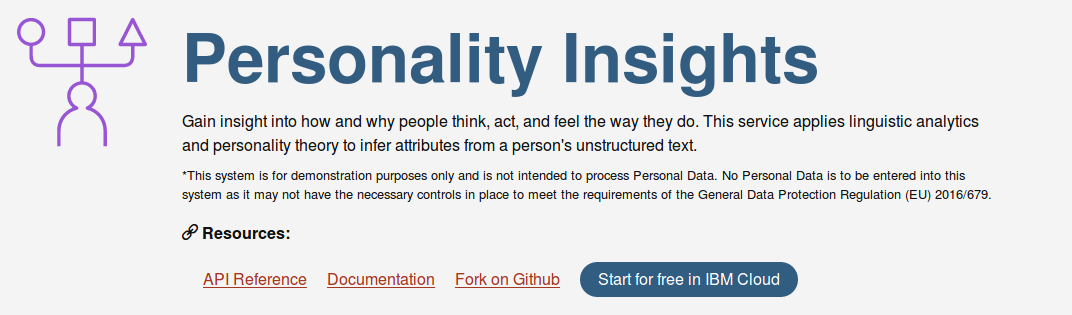 Personality Insights
Gain insight into how and why people think, act, and feel the way they do. This service applies linguistic analytics
and personality theory to infer attributes from a person's unstructured text.
*This system is for demonstration purposes only and is not intended to process Personal Data. No Personal Data is to be entered into this
system as it may not have the necessary controls in place to meet the requirements of the General Data Protection Regulation (EU) 2016/679.
Resources:
API Reference Documentation Fork on Github Start for free in IBM Cloud